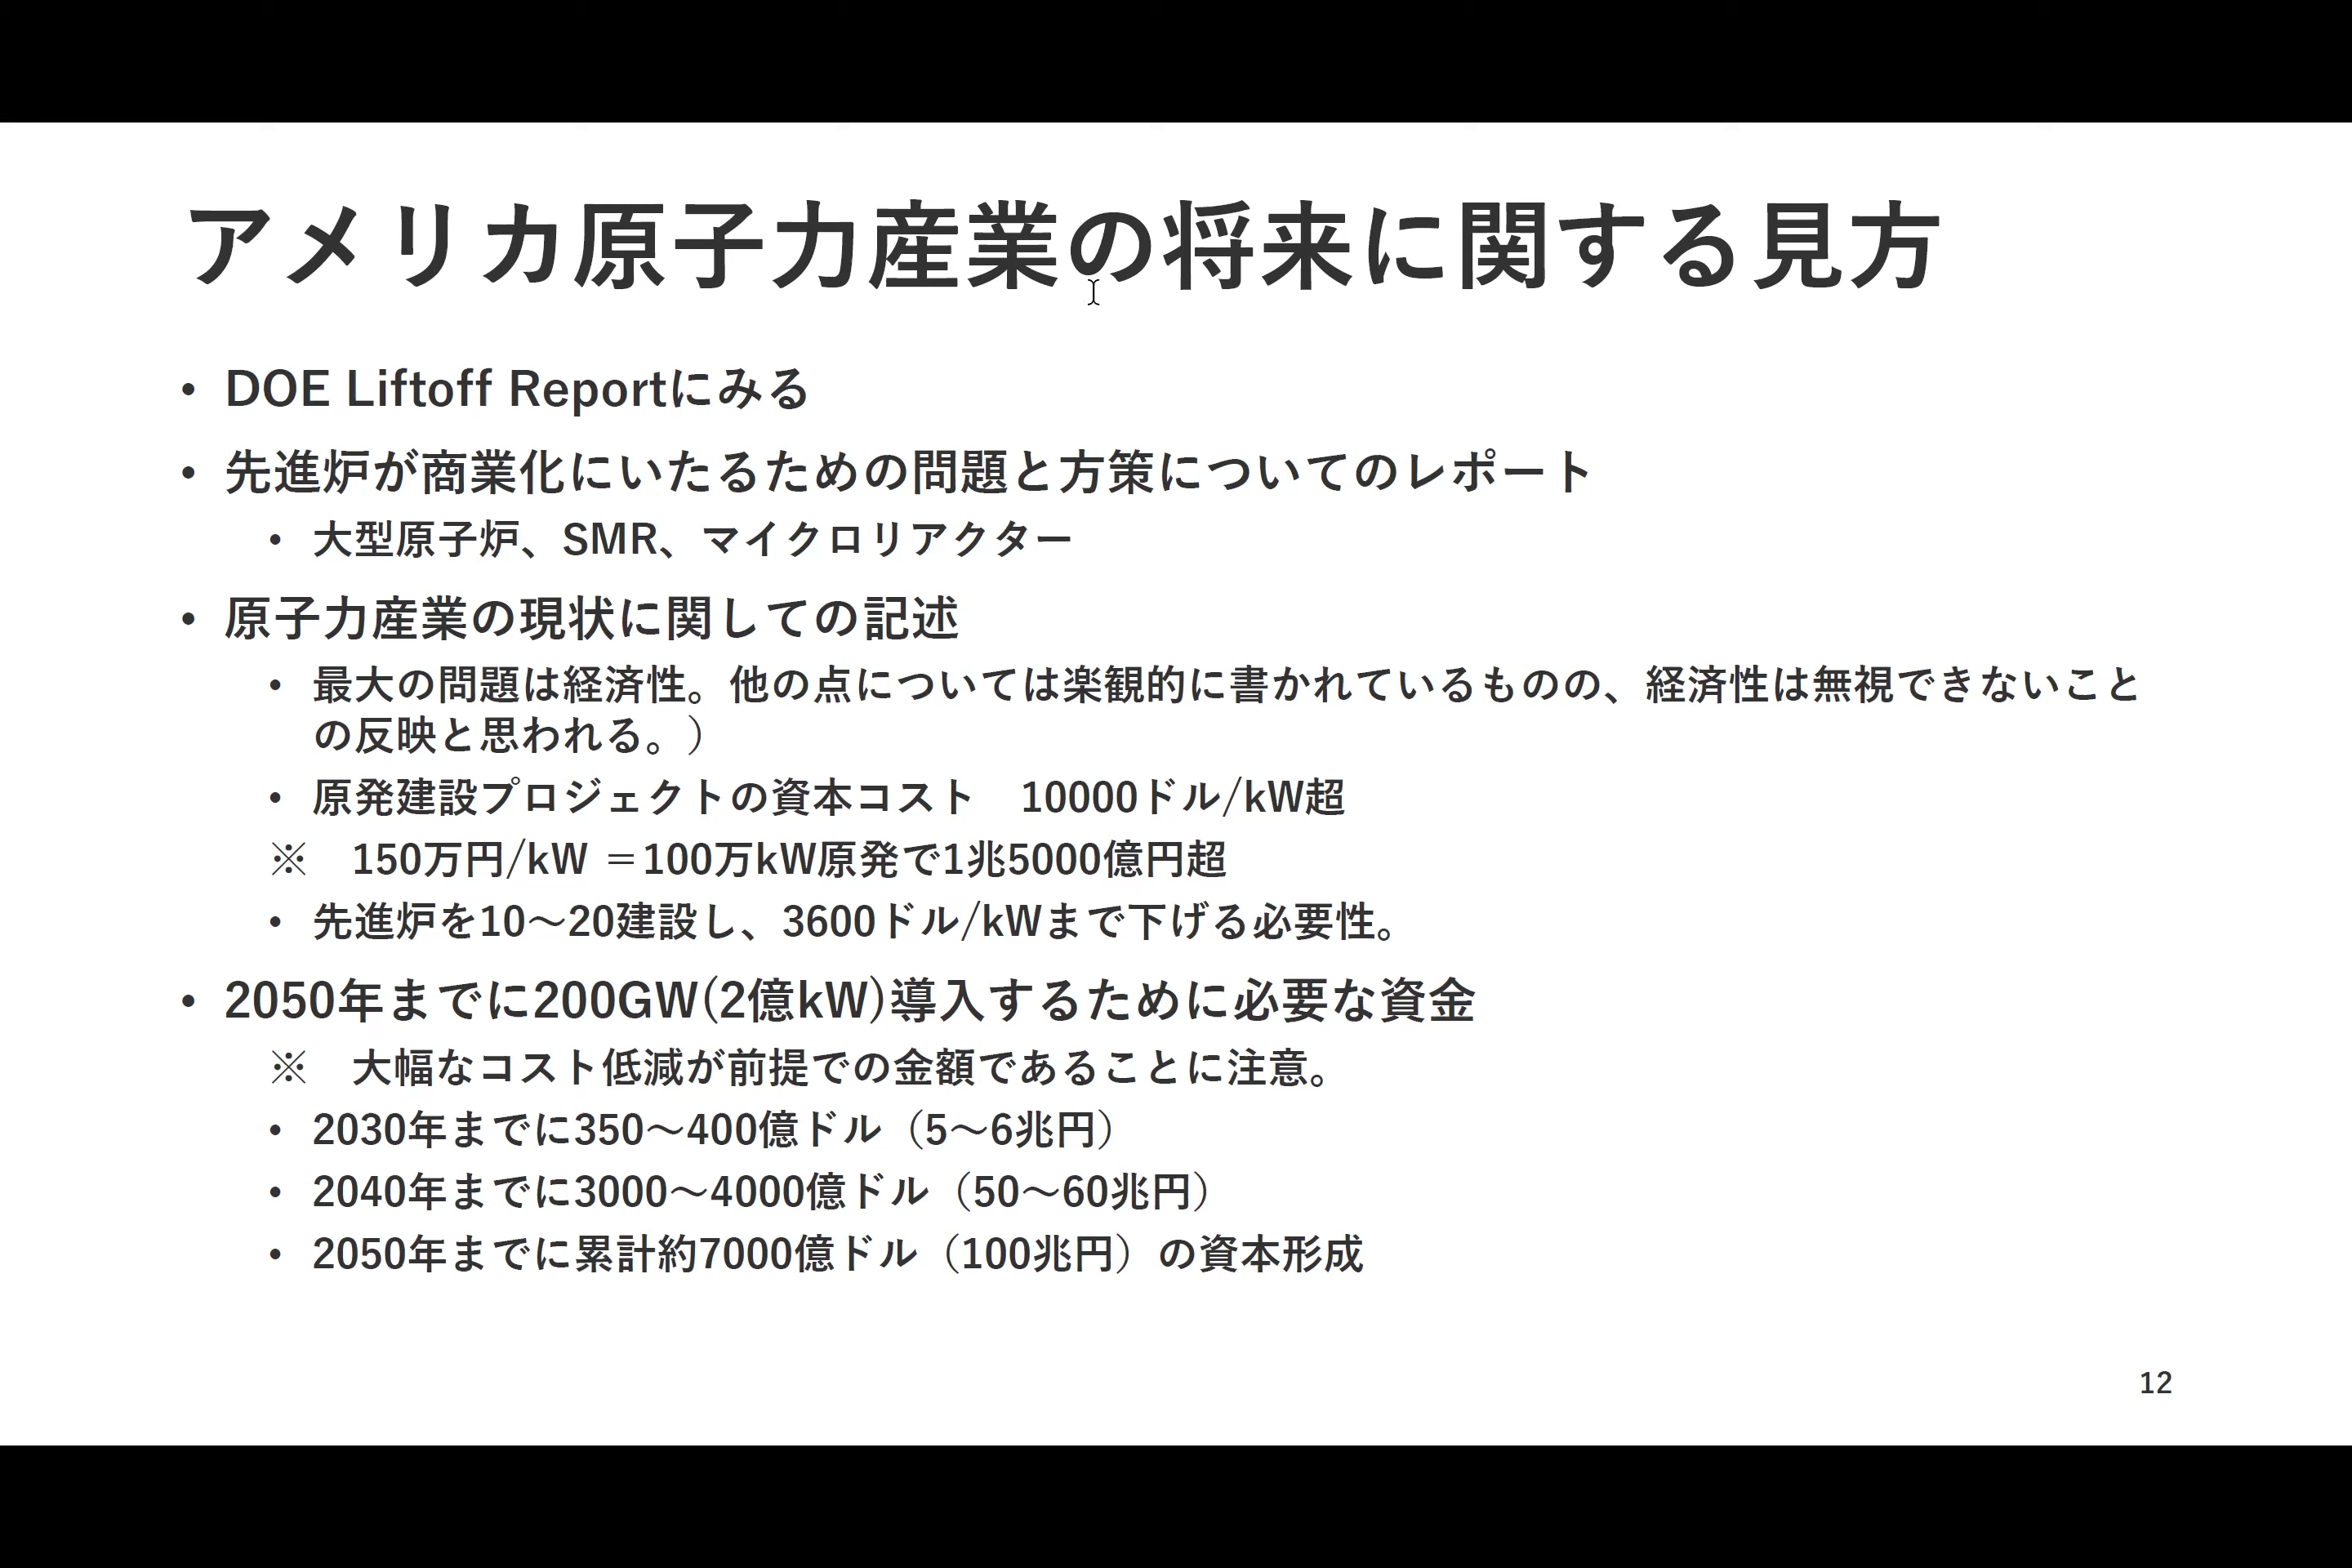 アメリカ原子力産業の将来に関する見方
• DOE Liftoff Reportにみる
• 先進炉が商業化にいたるための問題と方策についてのレポート
• 大型原子炉、SMR、マイクロリアクター
• 原子力産業の現状に関しての記述
• 最大の問題は経済性。他の点については楽観的に書かれているものの、経済性は無視できないこと
の反映と思われる。）
• 原発建設プロジェクトの資本コスト　10000ドル/kW超
※　150万円/kW ＝100万kW原発で1兆5000億円超
• 先進炉を10～20建設し、3600ドル/kWまで下げる必要性。
• 2050年までに200GW(2億kW)導入するために必要な資金
※　大幅なコスト低減が前提での金額であることに注意。
• 2030年までに350～400億ドル（5～6兆円）
• 2040年までに3000～4000億ドル（50～60兆円）
• 2050年までに累計約7000億ドル（100兆円）の資本形成
12